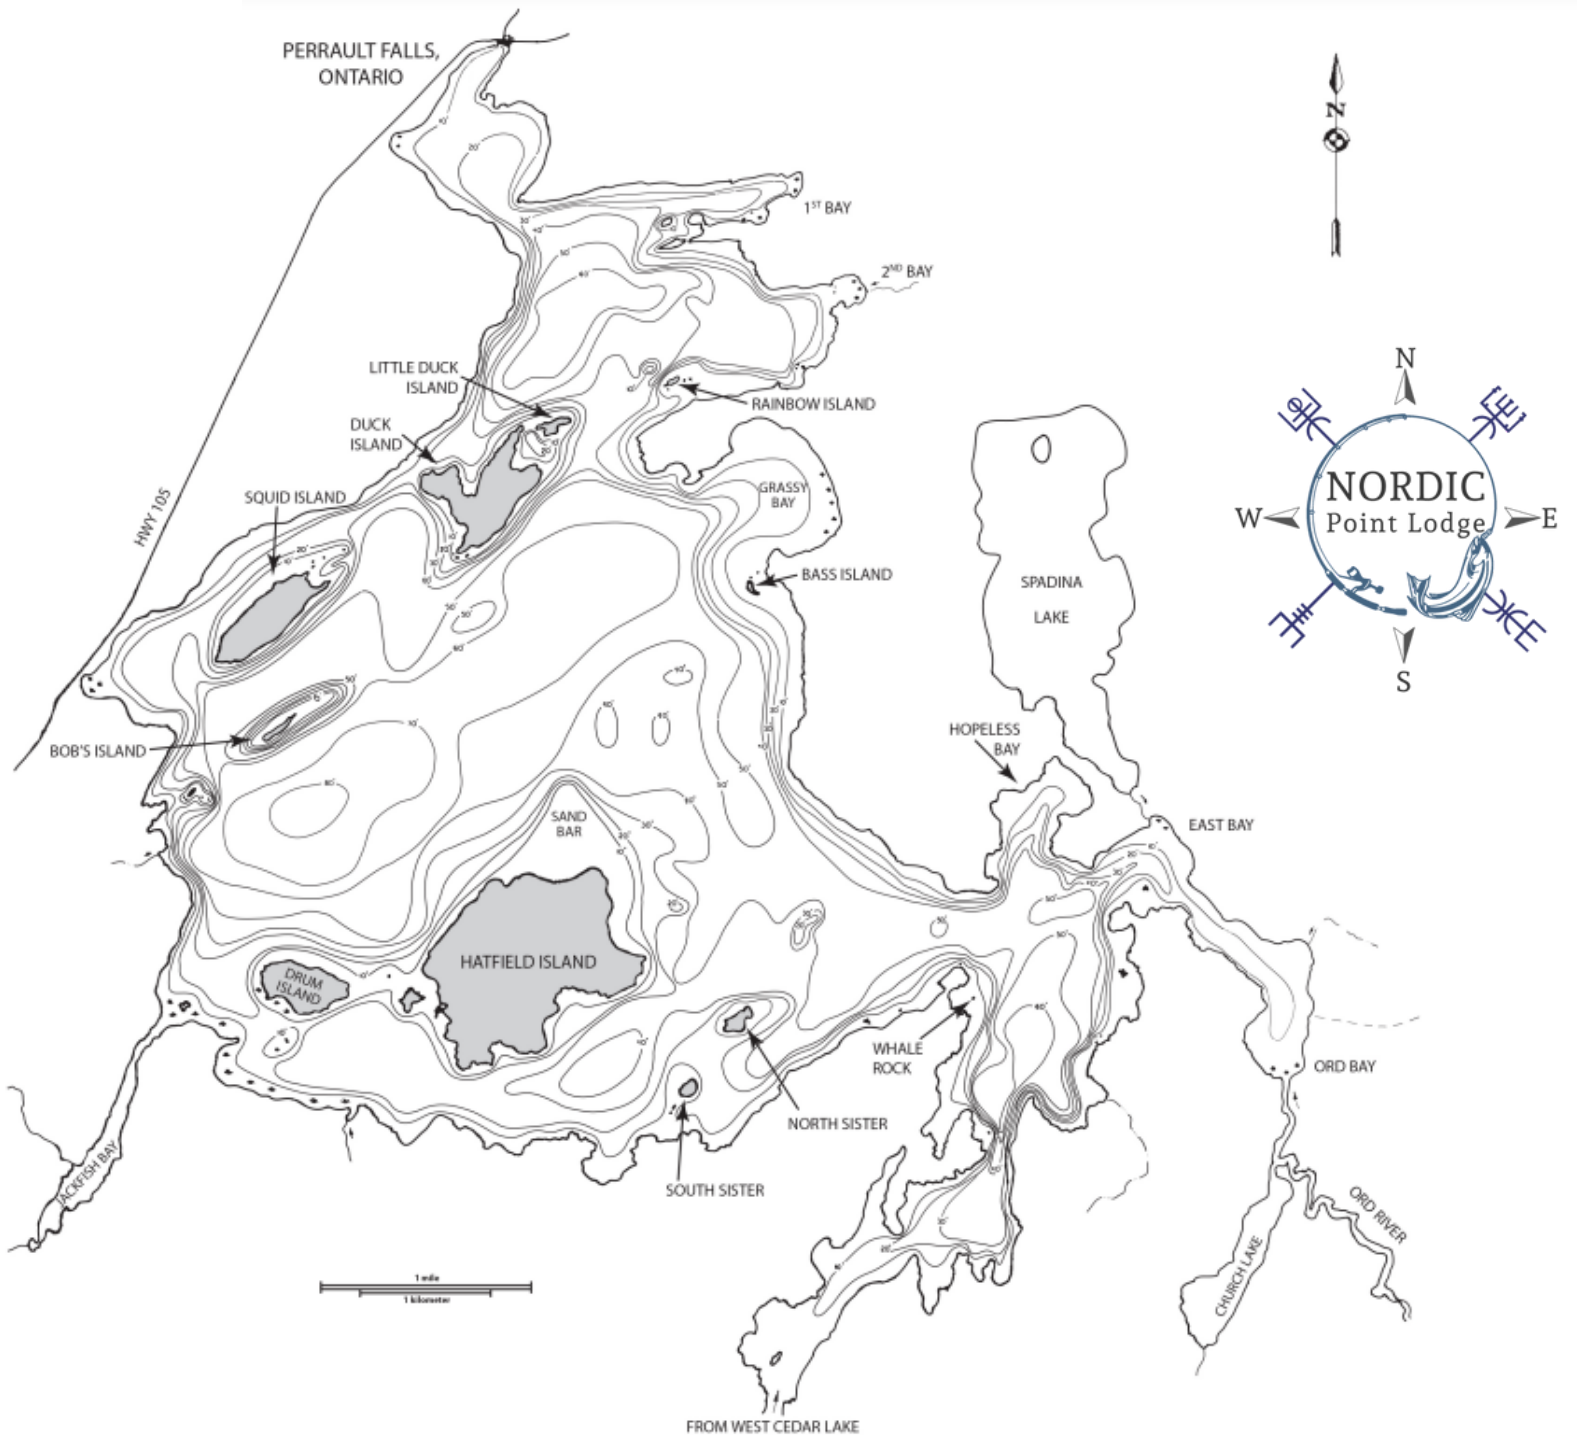 PERRAULT FALLS,
ONTARIO
1ST BAY
2ND BAY
N
LITTLE DUCK
ISLAND
RAINBOW ISLAND
DUCK
ISLAND
SQUID ISLAND
HWY 105
GRASSY
BAY
BASS ISLAND
SPADINA
LAKE
N
NORDIC
W
Point Lodge
E
S
BOB'S ISLAND
HOPELESS
BAY
SAND
BAR
EAST BAY
HATFIELD ISLAND
DRUM
ISLAND
WHALE
ROCK
ORD BAY
NORTH SISTER
SOUTH SISTER
JACKFISH BAY
ORD RIVER
CHURCH LAKE
1 mile
1 kilometer
FROM WEST CEDAR LAKE